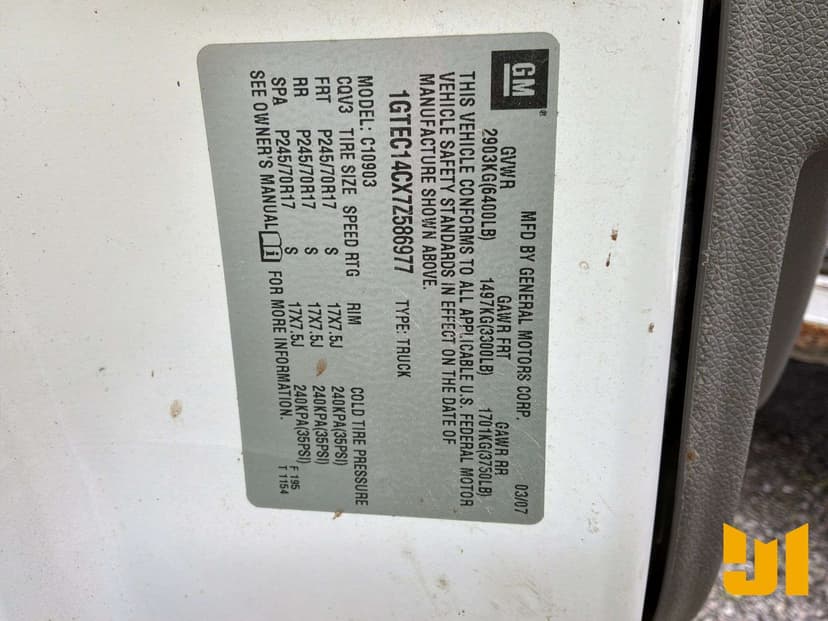 GM
MFD BY GENERAL MOTORS CORP. 03/07
GVWR GAWR FRT GAWR RR
2903KG(6400LB) 1497KG(3300LB) 1701KG(3750LB)
THIS VEHICLE CONFORMS TO ALL APPLICABLE U.S. FEDERAL MOTOR
VEHICLE SAFETY STANDARDS IN EFFECT ON THE DATE OF
MANUFACTURE SHOWN ABOVE.
1GTEC14CX7Z586977 TYPE: TRUCK
MODEL: C10903
CQV3 TIRE SIZE SPEED RTG RIM COLD TIRE PRESSURE
FRT P245/70R17 S 17X7.5J 240KPA(35PSI)
RR P245/70R17 S 17X7.5J 240KPA(35PSI)
SPA P245/70R17 S 17X7.5J 240KPA(35PSI)
SEE OWNER'S MANUAL i FOR MORE INFORMATION.
F 195
T 1154